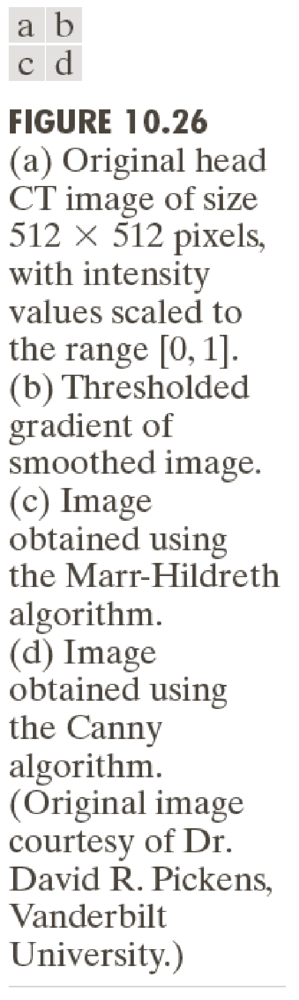 a b
c d
FIGURE 10.26
(a) Original head
CT image of size
512 × 512 pixels,
with intensity
values scaled to
the range [0, 1].
(b) Thresholded
gradient of
smoothed image.
(c) Image
obtained using
the Marr-Hildreth
algorithm.
(d) Image
obtained using
the Canny
algorithm.
(Original image
courtesy of Dr.
David R. Pickens,
Vanderbilt
University.)